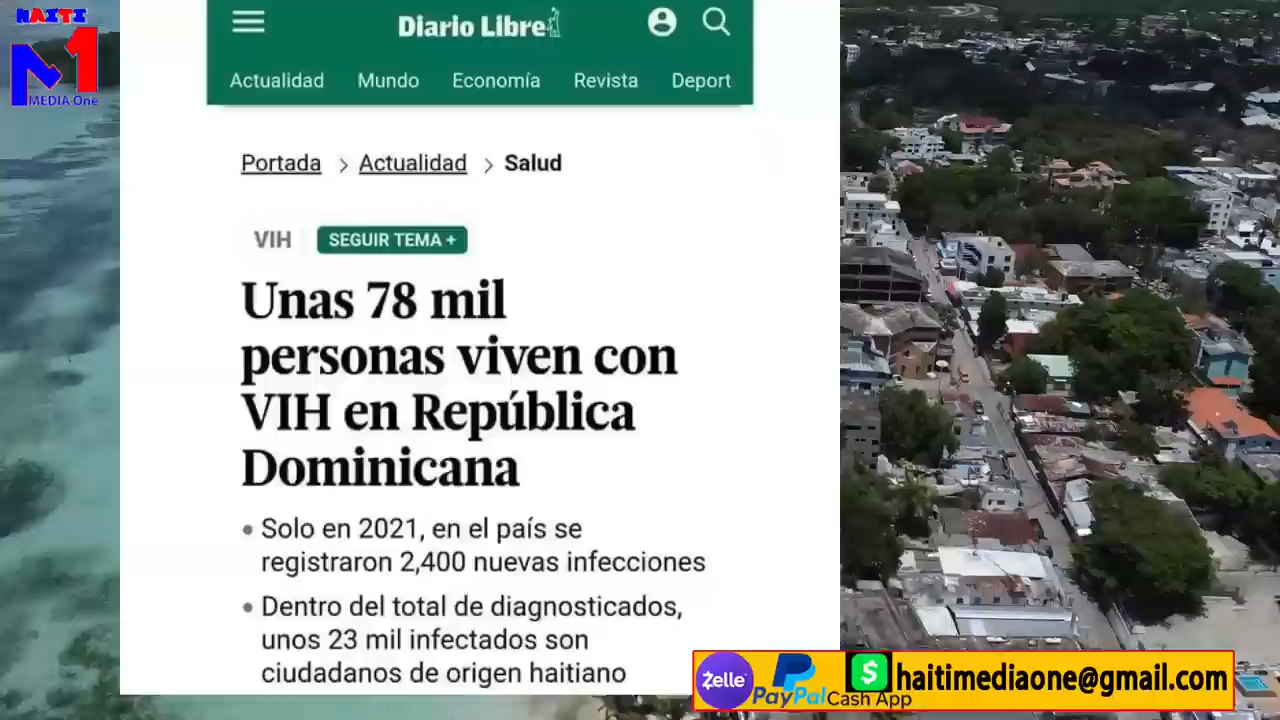 HAITI
M1
MEDIA One
Diario Libre
Actualidad Mundo Economía Revista Deport
Portada > Actualidad > Salud
VIH SEGUIR TEMA +
Unas 78 mil
personas viven con
VIH en República
Dominicana
• Solo en 2021, en el país se
registraron 2,400 nuevas infecciones
• Dentro del total de diagnosticados,
unos 23 mil infectados son
ciudadanos de origen haitiano
Zelle PayPal $ Cash App haitimediaone@gmail.com